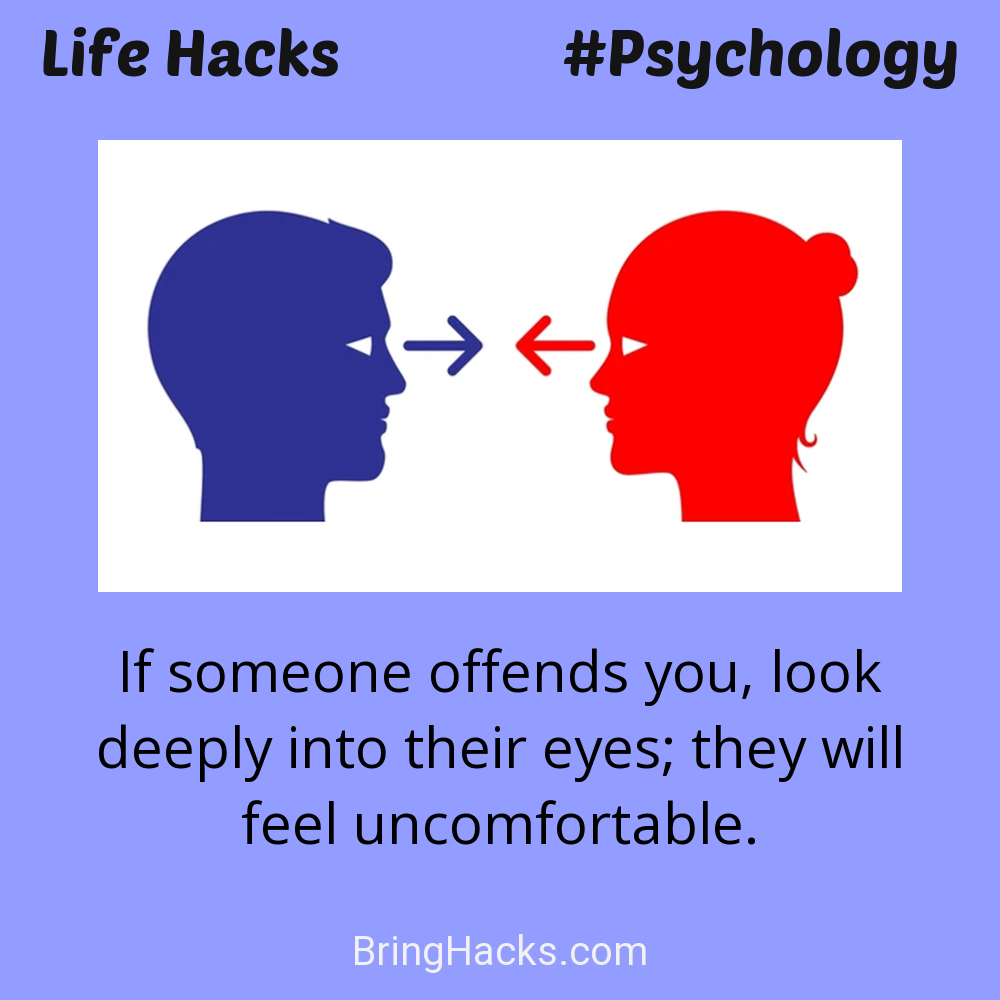 Life Hacks
#Psychology
If someone offends you, look
deeply into their eyes; they will
feel uncomfortable.
BringHacks.com